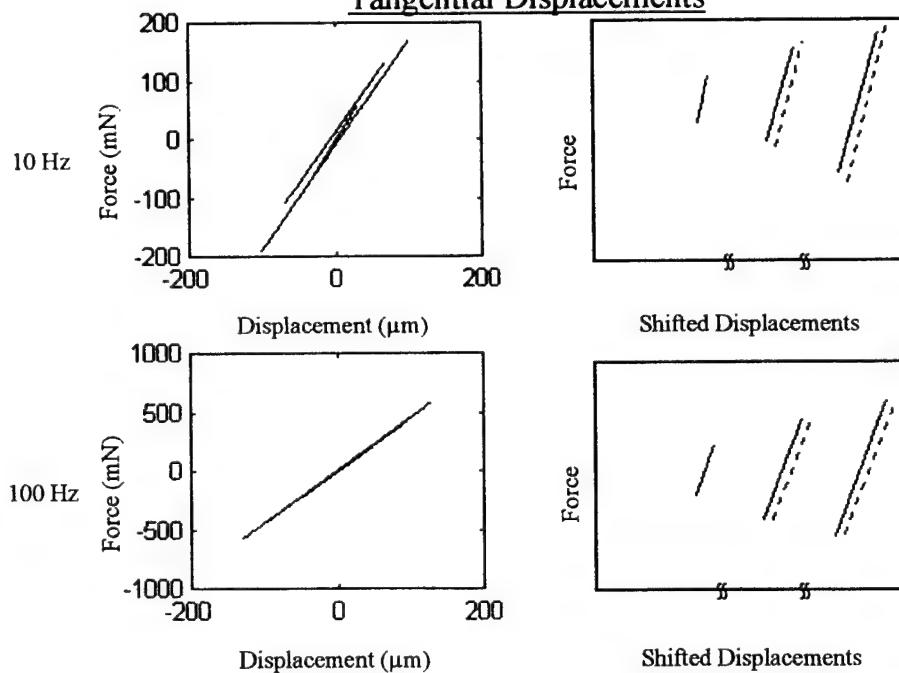 Tangential Displacements
10 Hz
Force (mN)
200
100
0
-100
-200
-200 0 200
Displacement (µm)
Force
Shifted Displacements
100 Hz
Force (mN)
1000
500
0
-500
-1000
-200 0 200
Displacement (µm)
Force
Shifted Displacements